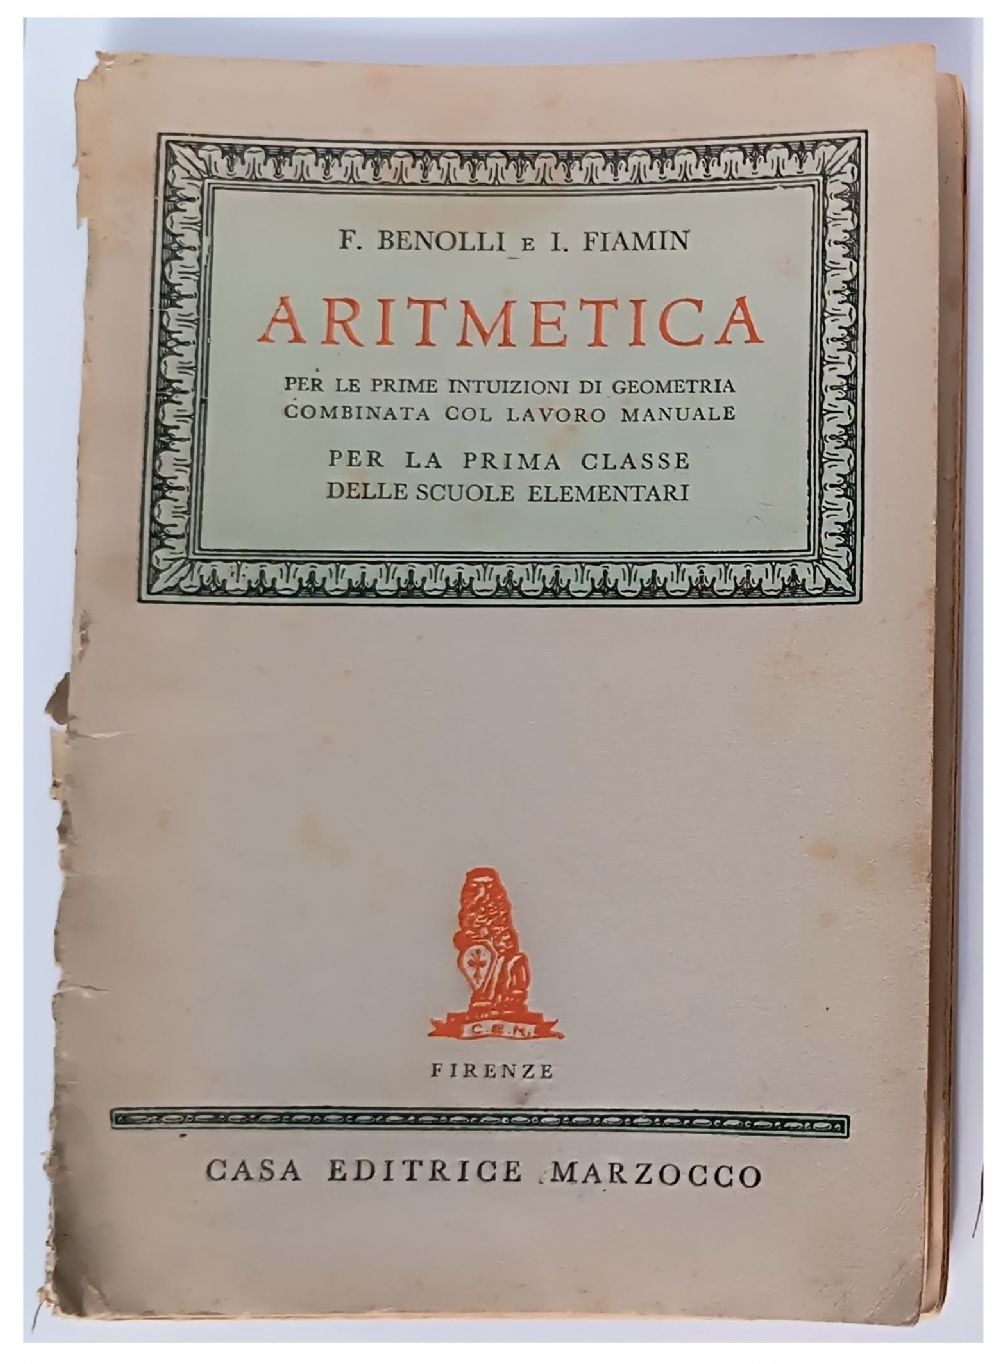 F. BENOLLI E I. FIAMIN
ARITMETICA
PER LE PRIME INTUIZIONI DI GEOMETRIA
COMBINATA COL LAVORO MANUALE
PER LA PRIMA CLASSE
DELLE SCUOLE ELEMENTARI
C.E.M.
FIRENZE
CASA EDITRICE MARZOCCO